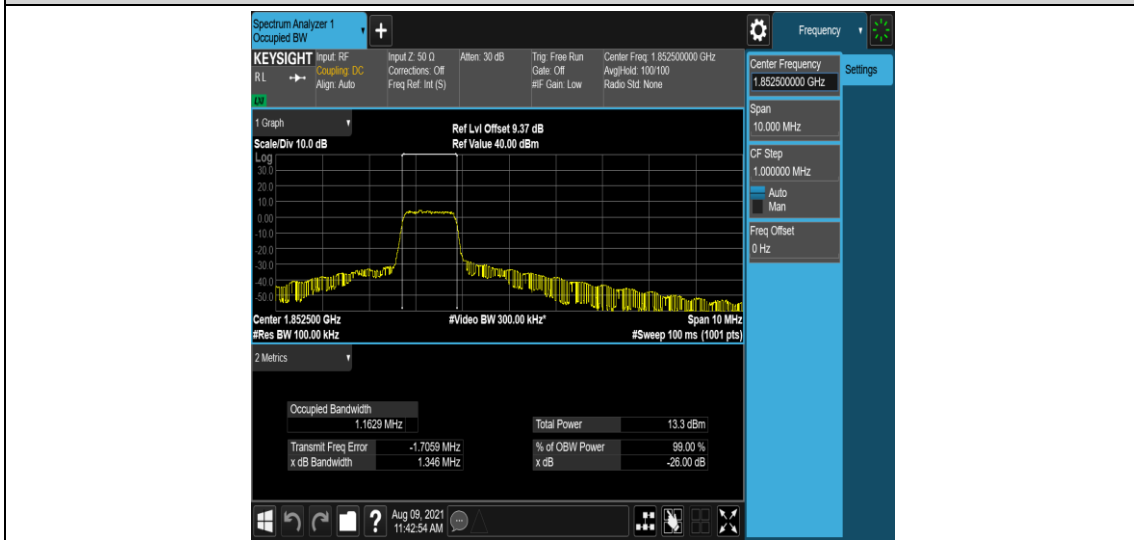 Spectrum Analyzer 1
Occupied BW
Frequency
KEYSIGHT
RL
LXI
Input: RF
Coupling: DC
Align: Auto
Input Z: 50 Ω
Corrections: Off
Freq Ref: Int (S)
Atten: 30 dB
Trig: Free Run
Gate: Off
#IF Gain: Low
Center Freq: 1.852500000 GHz
Avg|Hold: 100/100
Radio Std: None
Center Frequency
1.852500000 GHz
Settings
Span
10.000 MHz
CF Step
1.000000 MHz
Auto
Man
Freq Offset
0 Hz
1 Graph
Scale/Div 10.0 dB
Ref Lvl Offset 9.37 dB
Ref Value 40.00 dBm
Log
30.0
20.0
10.0
0.00
-10.0
-20.0
-30.0
-40.0
-50.0
Center 1.852500 GHz
#Video BW 300.00 kHz*
Span 10 MHz
#Res BW 100.00 kHz
#Sweep 100 ms (1001 pts)
2 Metrics
Occupied Bandwidth
1.1629 MHz
Total Power 13.3 dBm
Transmit Freq Error -1.7059 MHz
% of OBW Power 99.00 %
x dB Bandwidth 1.346 MHz
x dB -26.00 dB
Aug 09, 2021
11:42:54 AM